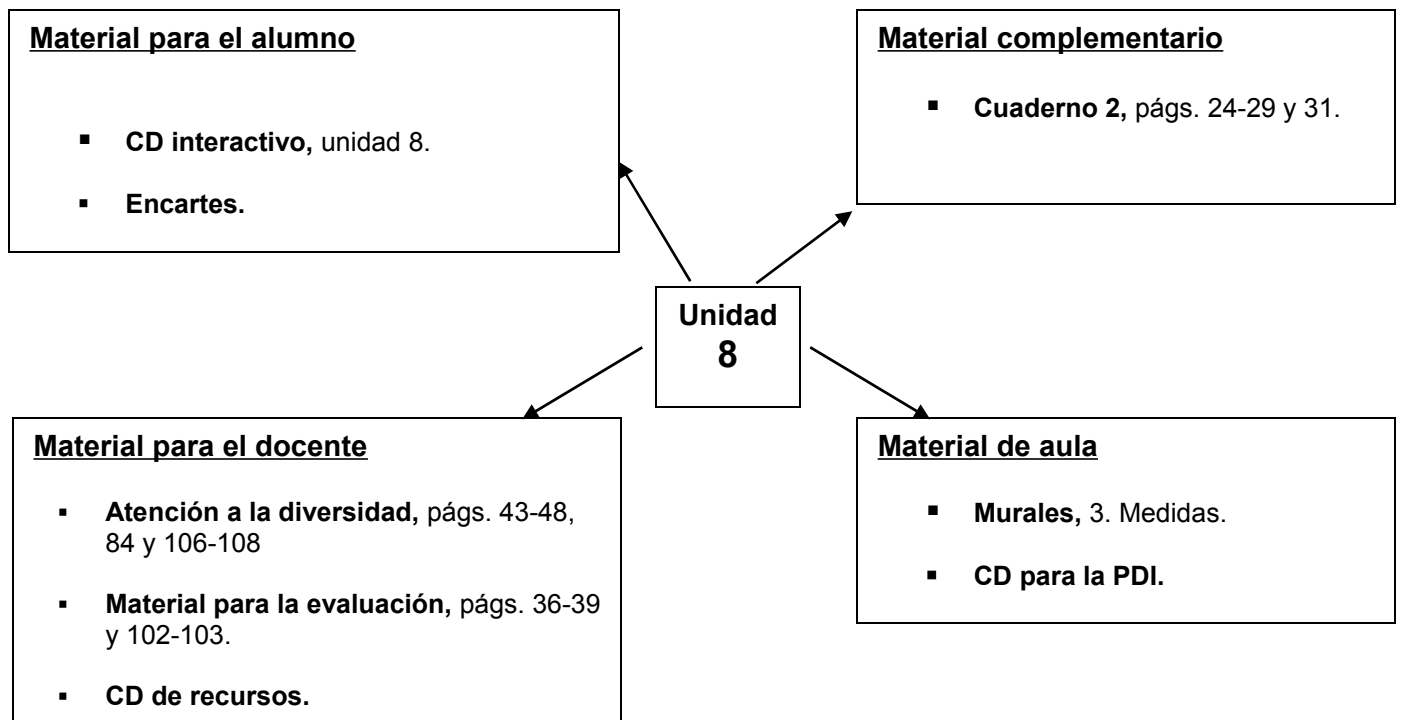 Material para el alumno
CD interactivo, unidad 8.
Encartes.
Material complementario
Cuaderno 2, págs. 24-29 y 31.
Unidad
8
Material para el docente
Atención a la diversidad, págs. 43-48,
84 y 106-108
Material para la evaluación, págs. 36-39
y 102-103.
CD de recursos.
Material de aula
Murales, 3. Medidas.
CD para la PDI.